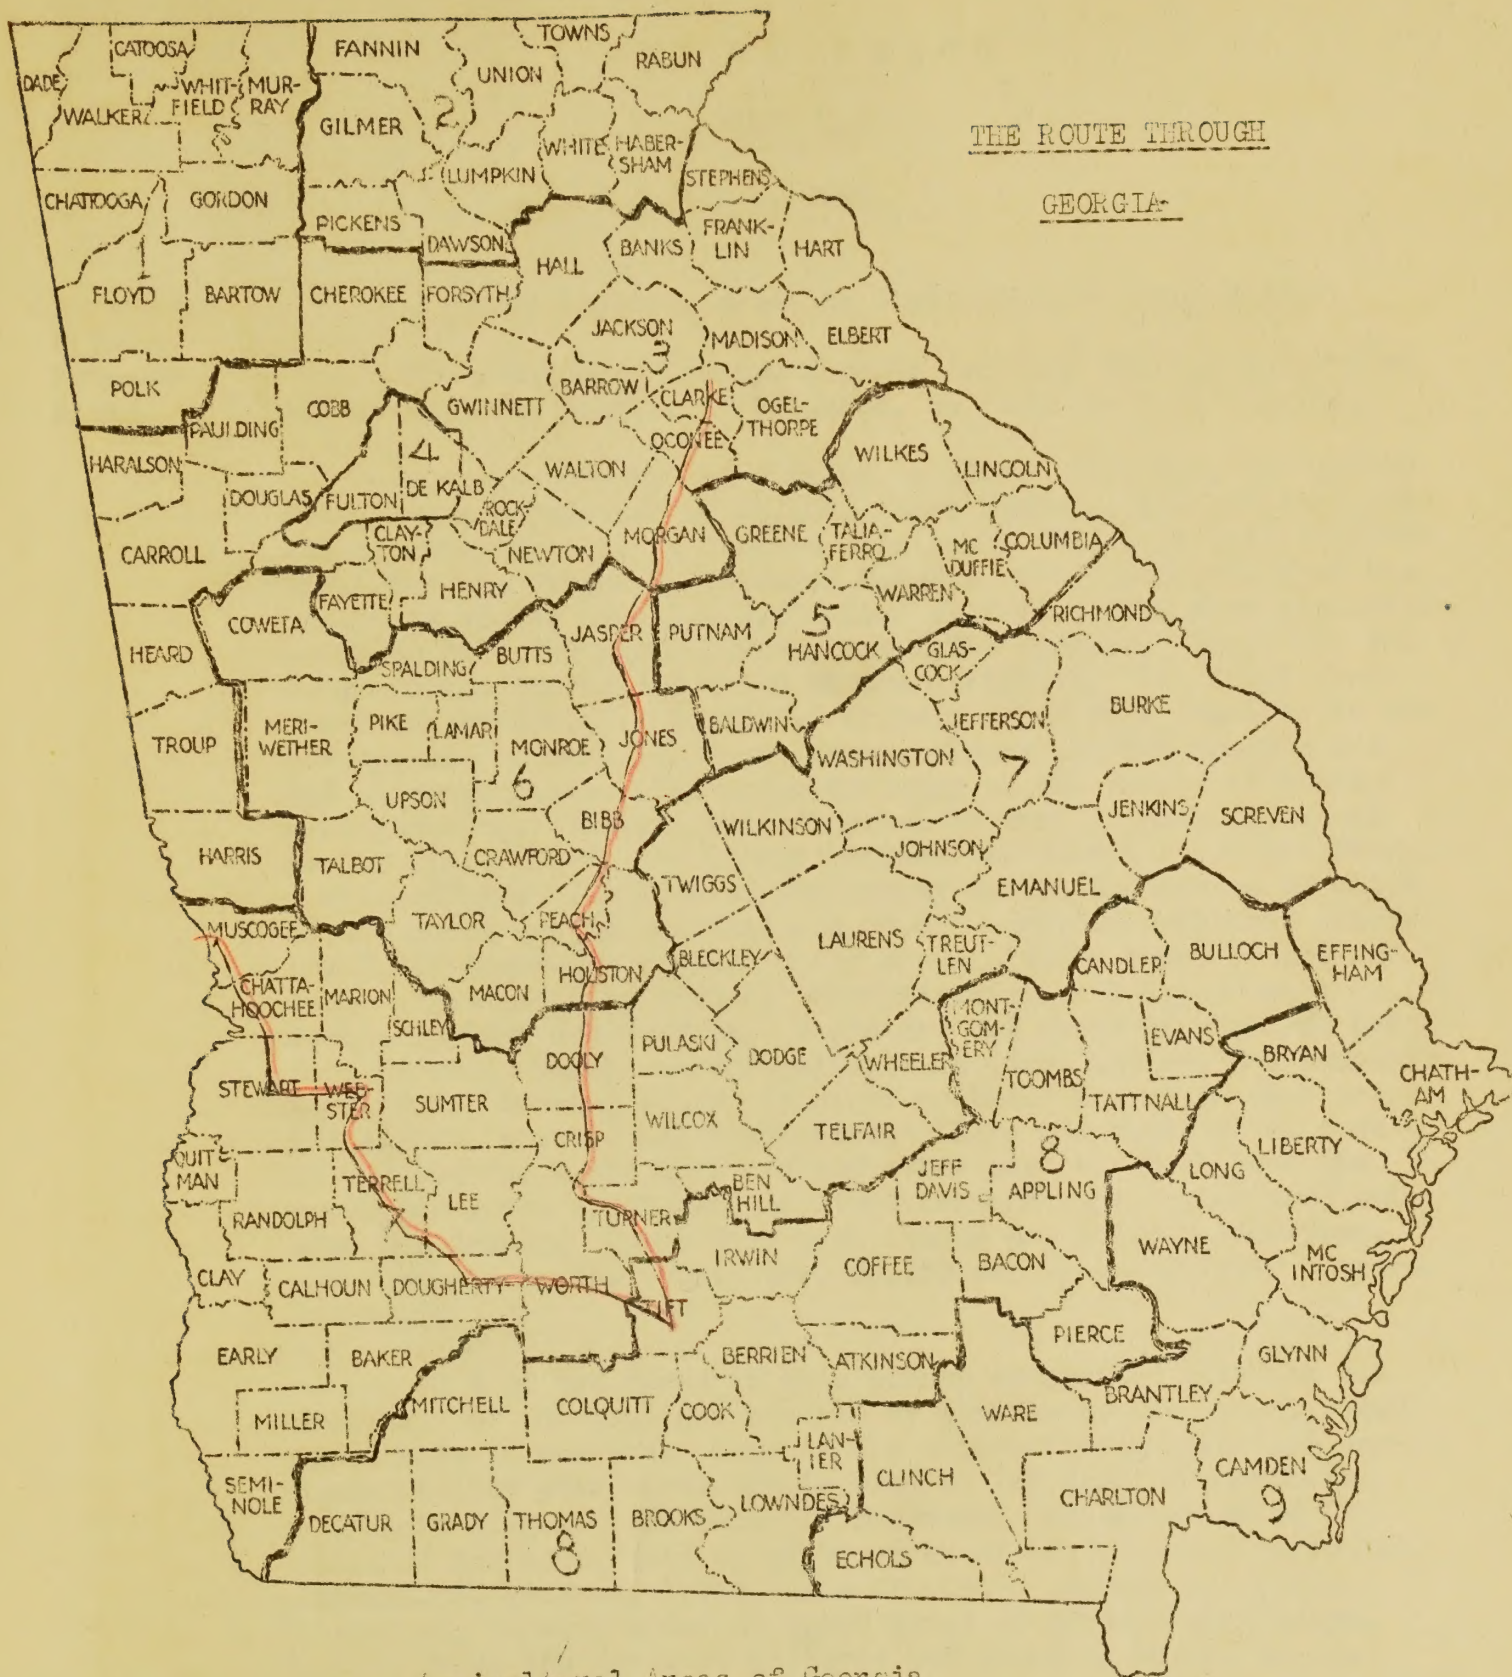 THE ROUTE THROUGH
GEORGIA
DADE
CATOOSA
WALKER
WHIT-
FIELD
MUR-
RAY
FANNIN
UNION
TOWNS
RABUN
GILMER
2
LUMPKIN
WHITE
HABER-
SHAM
STEPHENS
CHATTOOGA
GORDON
PICKENS
DAWSON
1
HALL
BANKS
FRANK-
LIN
HART
FLOYD
BARTOW
CHEROKEE
FORSYTH
JACKSON
3
MADISON
ELBERT
POLK
PAULDING
COBB
GWINNETT
BARROW
CLARKE
OGEL-
THORPE
OCONEE
HARALSON
DOUGLAS
FULTON
4
DE KALB
ROCK-
DALE
WALTON
WILKES
LINCOLN
CARROLL
CLAY-
TON
NEWTON
MORGAN
GREENE
TALIA-
FERRO
MC
DUFFIE
COLUMBIA
FAYETTE
HENRY
WARREN
RICHMOND
COWETA
HEARD
SPALDING
BUTTS
JASPER
PUTNAM
5
HANCOCK
GLAS-
COCK
TROUP
MERI-
WETHER
PIKE
LAMAR
MONROE
6
JONES
BALDWIN
WASHINGTON
JEFFERSON
7
BURKE
UPSON
BIBB
WILKINSON
JENKINS
SCREVEN
HARRIS
TALBOT
CRAWFORD
TWIGGS
JOHNSON
EMANUEL
MUSCOGEE
TAYLOR
PEACH
LAURENS
TREUT-
LEN
CANDLER
BULLOCH
EFFING-
HAM
CHATTA-
HOOCHEE
MARION
MACON
HOUSTON
BLECKLEY
SCHLEY
DOOLY
PULASKI
DODGE
WHEELER
MONT-
GOM-
ERY
TOOMBS
EVANS
BRYAN
CHATH-
AM
STEWART
WEB-
STER
SUMTER
CRISP
WILCOX
TELFAIR
TATTNALL
LIBERTY
QUIT
MAN
TERRELL
LEE
TURNER
BEN
HILL
JEFF
DAVIS
8
APPLING
LONG
RANDOLPH
IRWIN
COFFEE
BACON
WAYNE
MC
INTOSH
CLAY
CALHOUN
DOUGHERTY
WORTH
TIFT
PIERCE
EARLY
BAKER
BERRIEN
ATKINSON
GLYNN
MILLER
MITCHELL
COLQUITT
COOK
WARE
BRANTLEY
SEMI-
NOLE
LAN-
IER
CLINCH
CHARLTON
CAMDEN
9
DECATUR
GRADY
THOMAS
8
BROOKS
LOWNDES
ECHOLS
Areas of Georgia